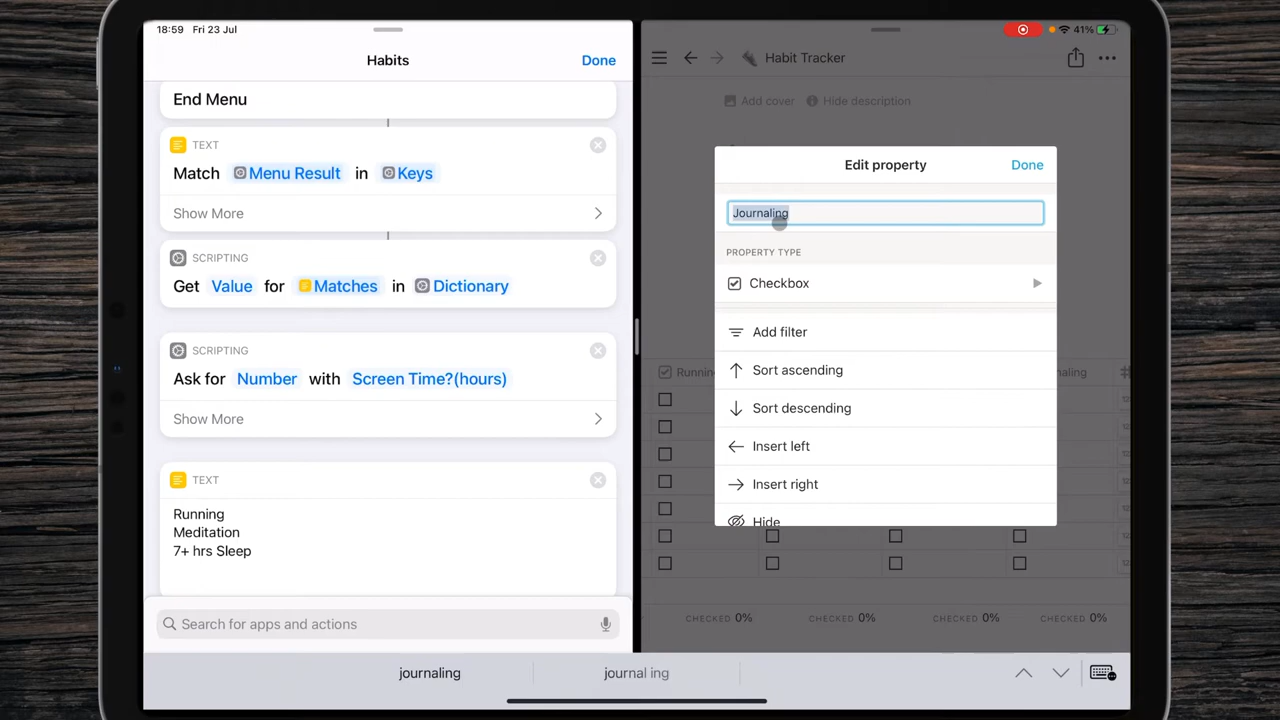 18:59 Fri 23 Jul
Habits
Done
End Menu
TEXT
Match Menu Result in Keys
Show More
SCRIPTING
Get Value for Matches in Dictionary
SCRIPTING
Ask for Number with Screen Time?(hours)
Show More
TEXT
Running
Meditation
7+ hrs Sleep
Search for apps and actions
41%
Habit Tracker
Add cover
Hide description
Edit property
Done
Journaling
PROPERTY TYPE
Checkbox
Add filter
Sort ascending
Sort descending
Insert left
Insert right
Hide
CHECKED 0%
CHECKED 0%
CHECKED 0%
CHECKED 0%
journaling
journal ing